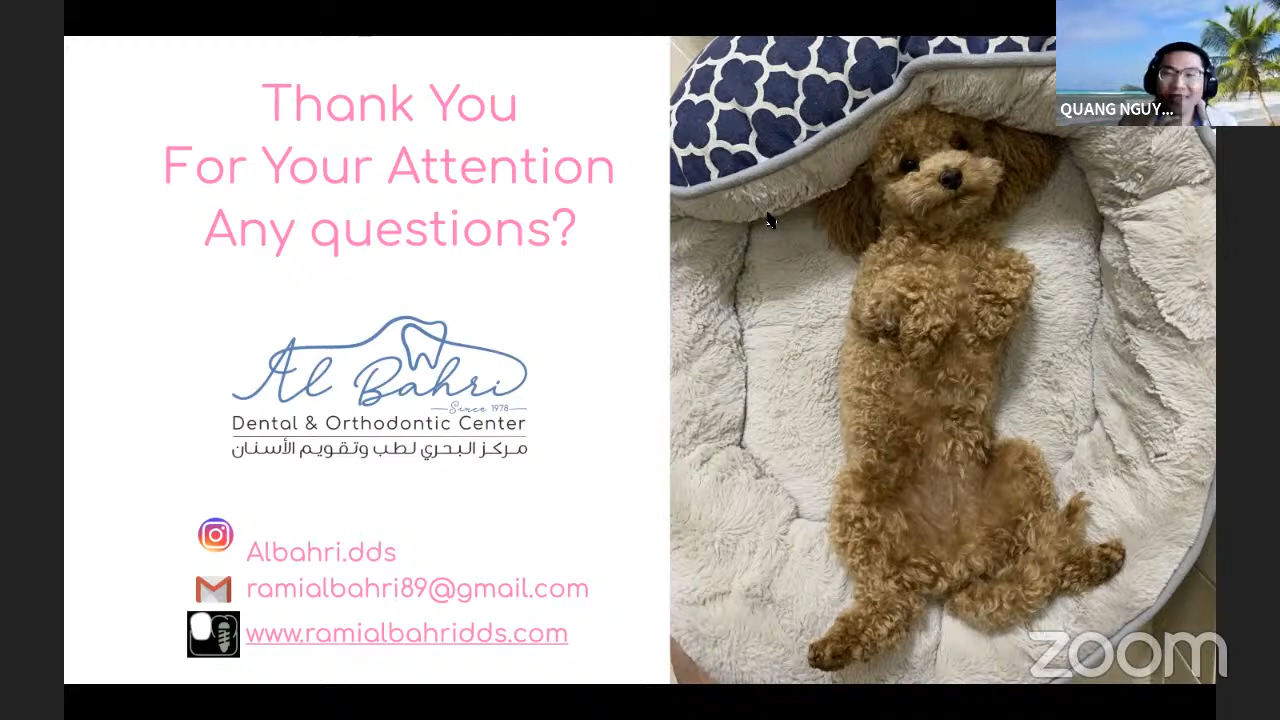 Thank You
For Your Attention
Any questions?
Al Bahri
Since 1978
Dental & Orthodontic Center
مركز البحري لطب وتقويم الأسنان
Albahri.dds
ramialbahri89@gmail.com
www.ramialbahridds.com
QUANG NGUY...
zoom